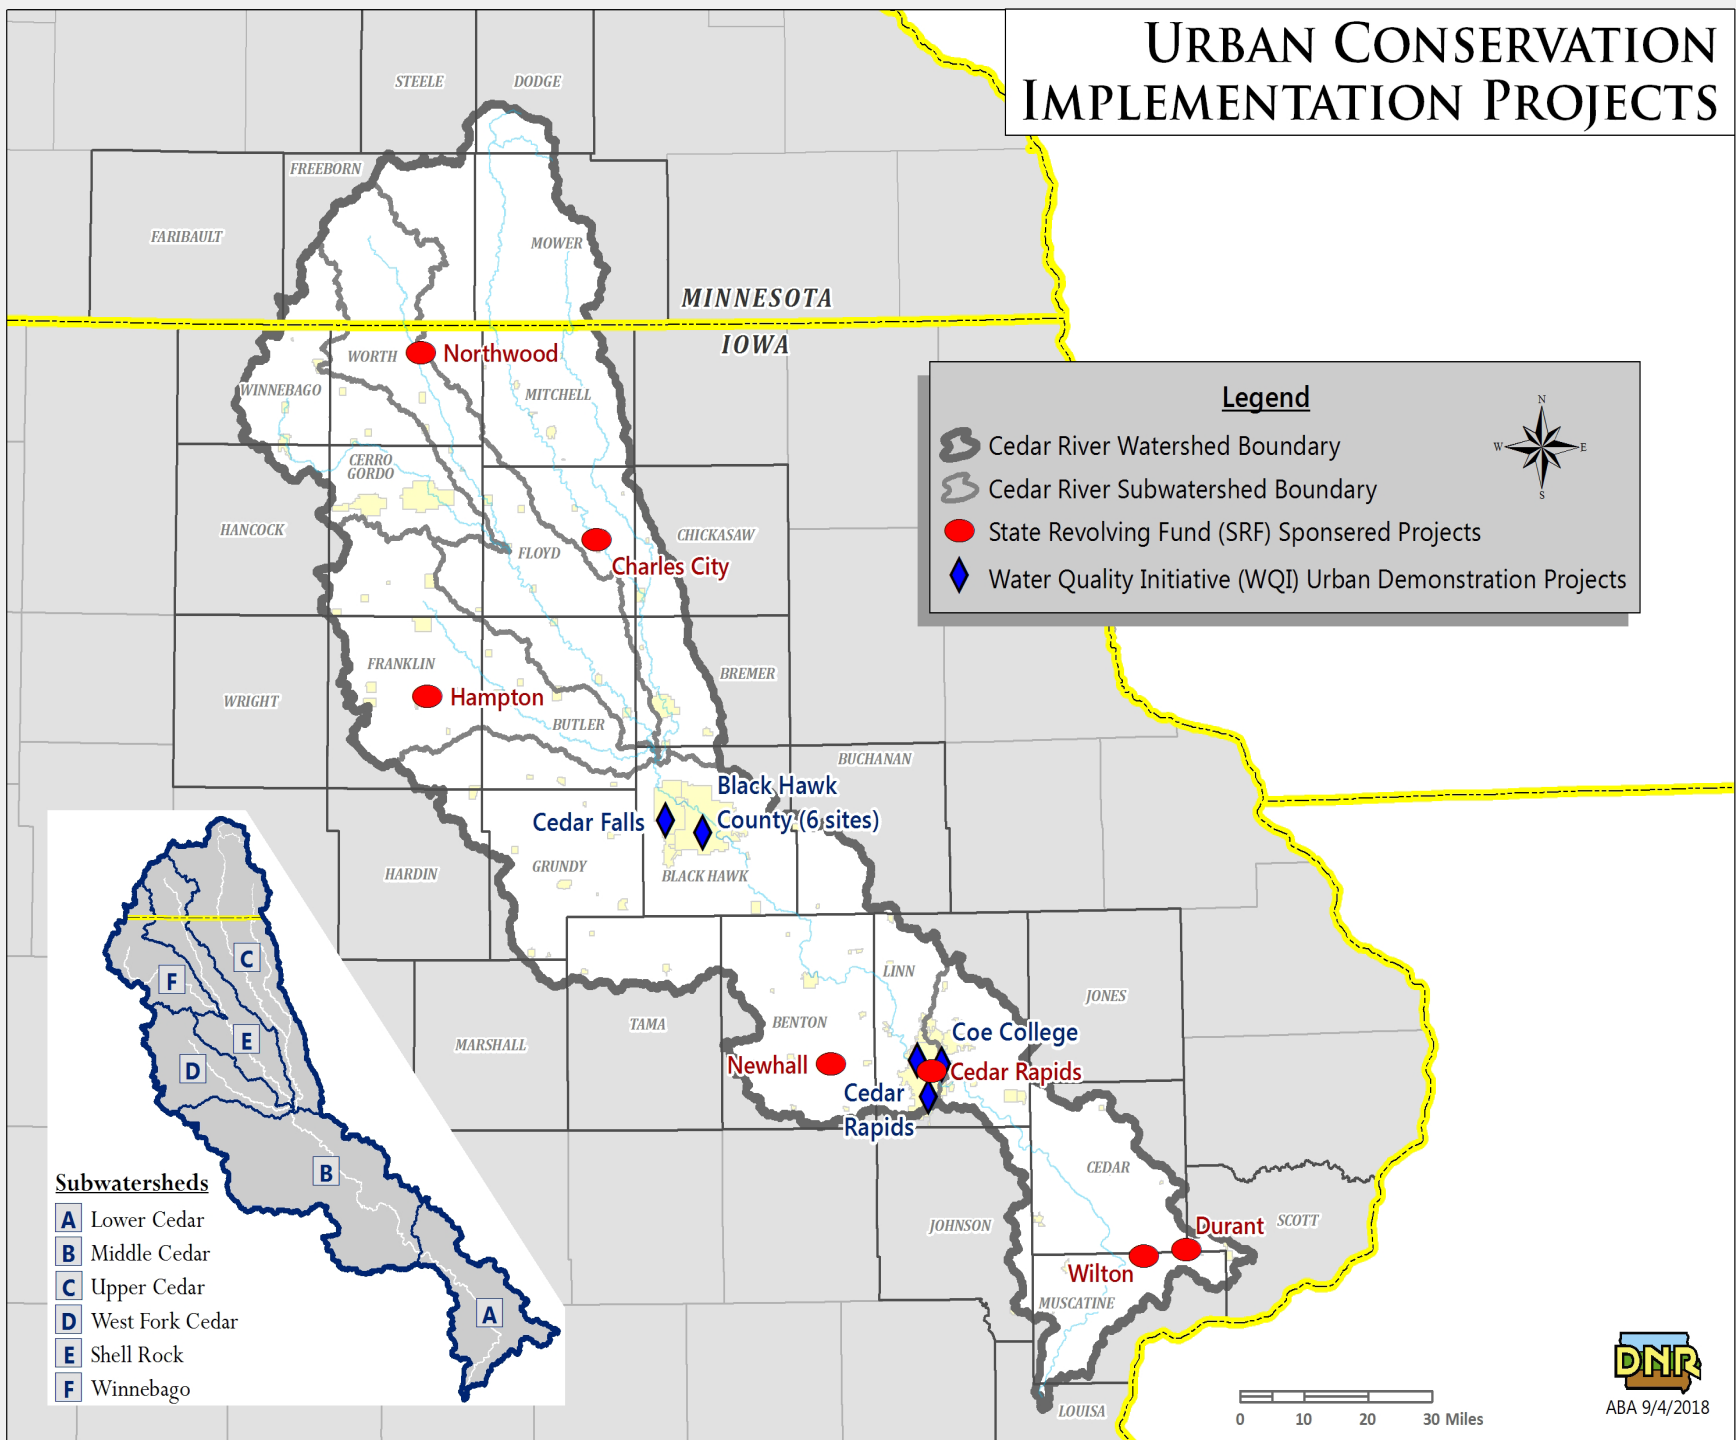 URBAN CONSERVATION
IMPLEMENTATION PROJECTS
STEELE
DODGE
FREEBORN
FARIBAULT
MOWER
MINNESOTA
IOWA
WORTH
Northwood
WINNEBAGO
MITCHELL
CERRO
GORDO
HANCOCK
FLOYD
CHICKASAW
Charles City
FRANKLIN
WRIGHT
Hampton
BREMER
BUTLER
BUCHANAN
Black Hawk
County (6 sites)
Cedar Falls
HARDIN
GRUNDY
BLACK HAWK
LINN
JONES
TAMA
BENTON
MARSHALL
Coe College
Newhall
Cedar Rapids
Cedar
Rapids
CEDAR
JOHNSON
Durant
SCOTT
Wilton
MUSCATINE
LOUISA
Legend
Cedar River Watershed Boundary
Cedar River Subwatershed Boundary
State Revolving Fund (SRF) Sponsered Projects
Water Quality Initiative (WQI) Urban Demonstration Projects
N
W
E
S
C
F
E
D
B
A
Subwatersheds
A Lower Cedar
B Middle Cedar
C Upper Cedar
D West Fork Cedar
E Shell Rock
F Winnebago
0 10 20 30 Miles
DNR
ABA 9/4/2018